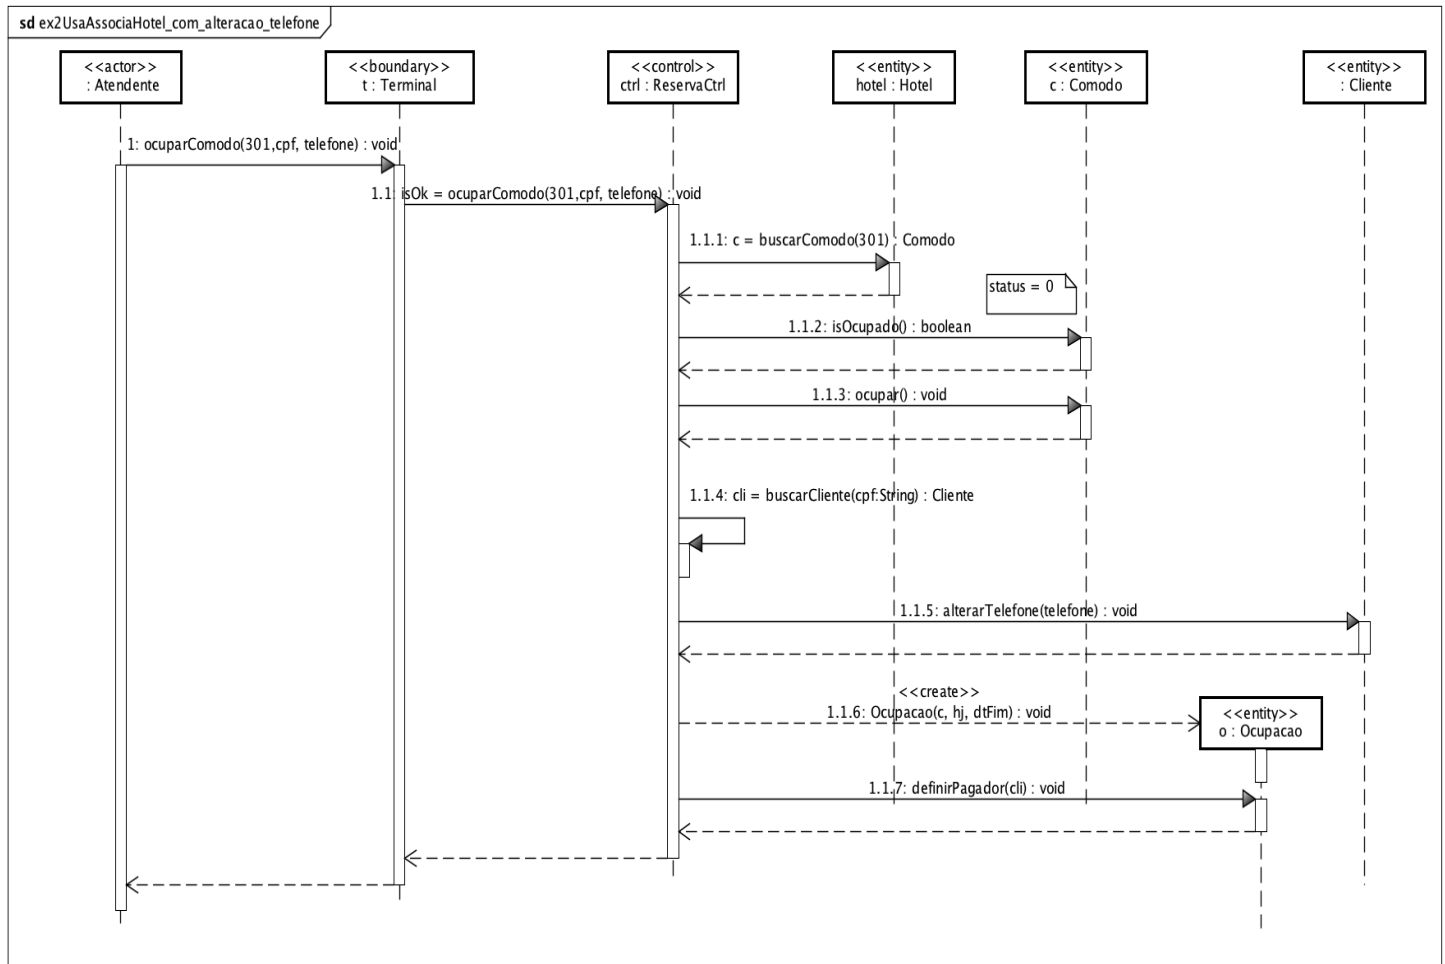 sd ex2UsaAssociaHotel_com_alteracao_telefone
<<actor>>
: Atendente
<<boundary>>
t : Terminal
<<control>>
ctrl : ReservaCtrl
<<entity>>
hotel : Hotel
<<entity>>
c : Comodo
<<entity>>
: Cliente
1: ocuparComodo(301,cpf, telefone) : void
1.1: isOk = ocuparComodo(301,cpf, telefone) : void
1.1.1: c = buscarComodo(301) : Comodo
status = 0
1.1.2: isOcupado() : boolean
1.1.3: ocupar() : void
1.1.4: cli = buscarCliente(cpf:String) : Cliente
1.1.5: alterarTelefone(telefone) : void
<<create>>
1.1.6: Ocupacao(c, hj, dtFim) : void
<<entity>>
o : Ocupacao
1.1.7: definirPagador(cli) : void